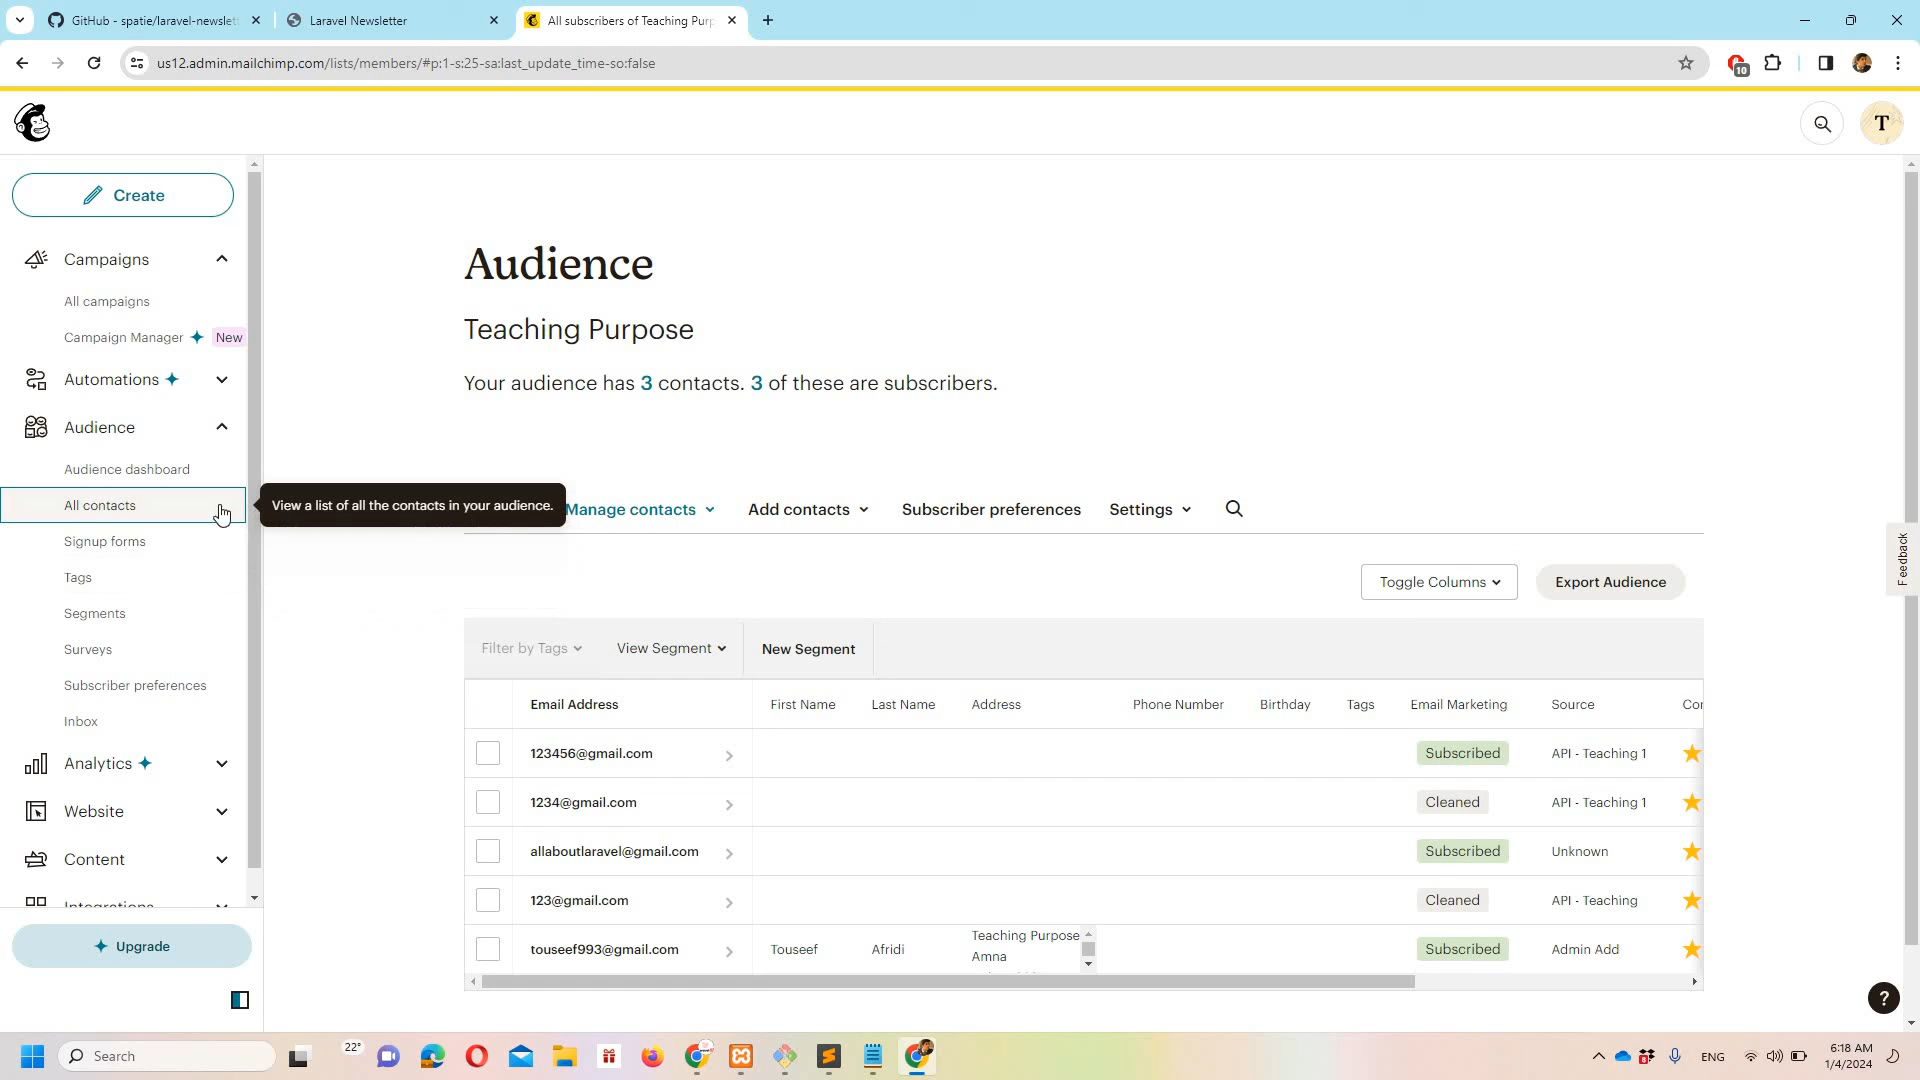 GitHub - spatie/laravel-newslett
Laravel Newsletter
All subscribers of Teaching Purp
us12.admin.mailchimp.com/lists/members/#p:1-s:25-sa:last_update_time-so:false
10
T
Create
Campaigns
All campaigns
Campaign Manager New
Automations
Audience
Audience dashboard
All contacts
Signup forms
Tags
Segments
Surveys
Subscriber preferences
Inbox
Analytics
Website
Content
Integrations
Upgrade
Audience
Teaching Purpose
Your audience has 3 contacts. 3 of these are subscribers.
View a list of all the contacts in your audience.
Manage contacts Add contacts Subscriber preferences Settings
Toggle Columns Export Audience
Filter by Tags View Segment New Segment
Email Address First Name Last Name Address Phone Number Birthday Tags Email Marketing Source Cor
123456@gmail.com Subscribed API - Teaching 1
1234@gmail.com Cleaned API - Teaching 1
allaboutlaravel@gmail.com Subscribed Unknown
123@gmail.com Cleaned API - Teaching
touseef993@gmail.com Touseef Afridi Teaching Purpose Subscribed Admin Add
Amna
Feedback
?
Search
22°
ENG
6:18 AM
1/4/2024